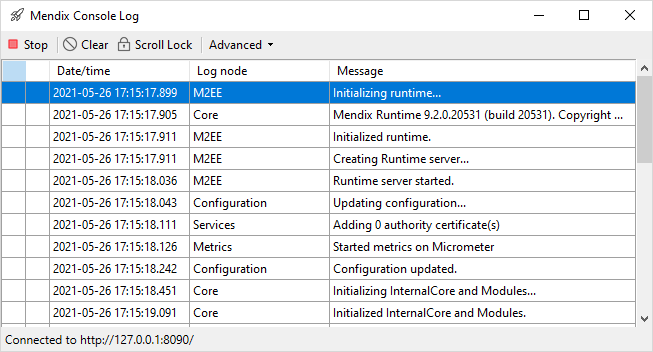 Mendix Console Log
Stop Clear Scroll Lock Advanced
Date/time Log node Message
2021-05-26 17:15:17.899 M2EE Initializing runtime...
2021-05-26 17:15:17.905 Core Mendix Runtime 9.2.0.20531 (build 20531). Copyright ...
2021-05-26 17:15:17.911 M2EE Initialized runtime.
2021-05-26 17:15:17.911 M2EE Creating Runtime server...
2021-05-26 17:15:18.036 M2EE Runtime server started.
2021-05-26 17:15:18.043 Configuration Updating configuration...
2021-05-26 17:15:18.111 Services Adding 0 authority certificate(s)
2021-05-26 17:15:18.126 Metrics Started metrics on Micrometer
2021-05-26 17:15:18.242 Configuration Configuration updated.
2021-05-26 17:15:18.451 Core Initializing InternalCore and Modules...
2021-05-26 17:15:19.091 Core Initialized InternalCore and Modules.
Connected to http://127.0.0.1:8090/